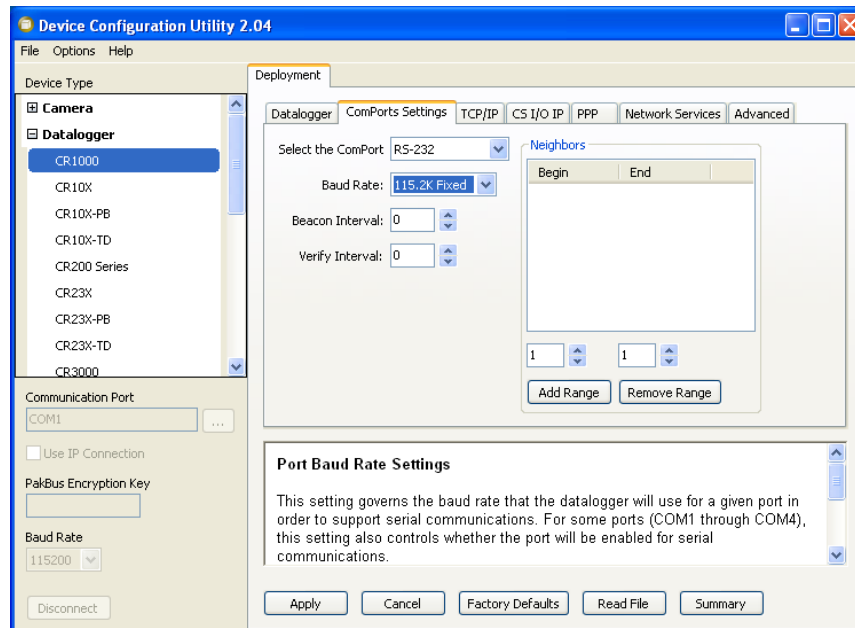 Device Configuration Utility 2.04
File Options Help
Device Type
Camera
Datalogger
CR1000
CR10X
CR10X-PB
CR10X-TD
CR200 Series
CR23X
CR23X-PB
CR23X-TD
CR3000
Communication Port
COM1
...
Use IP Connection
PakBus Encryption Key
Baud Rate
115200
Disconnect
Deployment
Datalogger ComPorts Settings TCP/IP CS I/O IP PPP Network Services Advanced
Select the ComPort RS-232
Baud Rate: 115.2K Fixed
Beacon Interval: 0
Verify Interval: 0
Neighbors
Begin End
1 1
Add Range Remove Range
Port Baud Rate Settings
This setting governs the baud rate that the datalogger will use for a given port in
order to support serial communications. For some ports (COM1 through COM4),
this setting also controls whether the port will be enabled for serial
communications.
Apply Cancel Factory Defaults Read File Summary